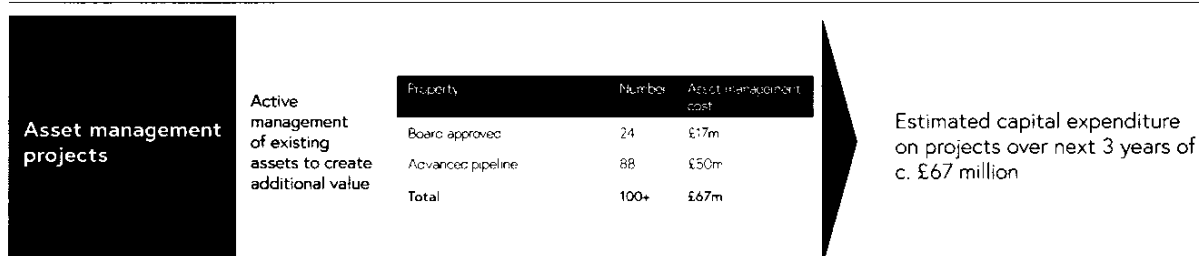 Asset management
projects
Active
management
of existing
assets to create
additional value
Property Number Asset management
cost
Board approved 24 £17m
Advanced pipeline 88 £50m
Total 100+ £67m
Estimated capital expenditure
on projects over next 3 years of
c. £67 million